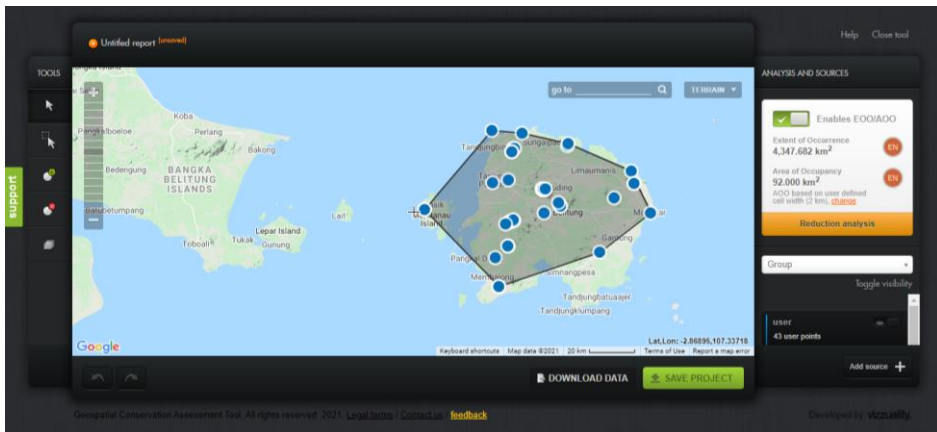 Untitled report (unsaved)
Help Close tool
TOOLS
ANALYSIS AND SOURCES
go to
TERRAIN
Koba
Perlang
Bakong
Bedengung
BANGKA
BELITUNG
ISLANDS
Limaumanis
Lait
Lepar Island
Tukak
Gunung
Toboali
Island
Membalong
Simnangpesa
Tandjungbatuaajer
Tandjungklumpang
Enables EOO/AOO
Extent of Occurrence
4,347.682 km²
EN
Area of Occupancy
92.000 km²
EN
AOO based on user defined
cell width (2 km), change
Reduction analysis
Group
Toggle visibility
user
43 user points
Add source
support
Google
Lat,Lon: -2.86895,107.33718
Keyboard shortcuts Map data ©2021 20 km Terms of Use Report a map error
DOWNLOAD DATA
SAVE PROJECT
Geospatial Conservation Assessment Tool. All rights reserved. 2021. Legal terms / Contact us / feedback
Developed by vizzuality.